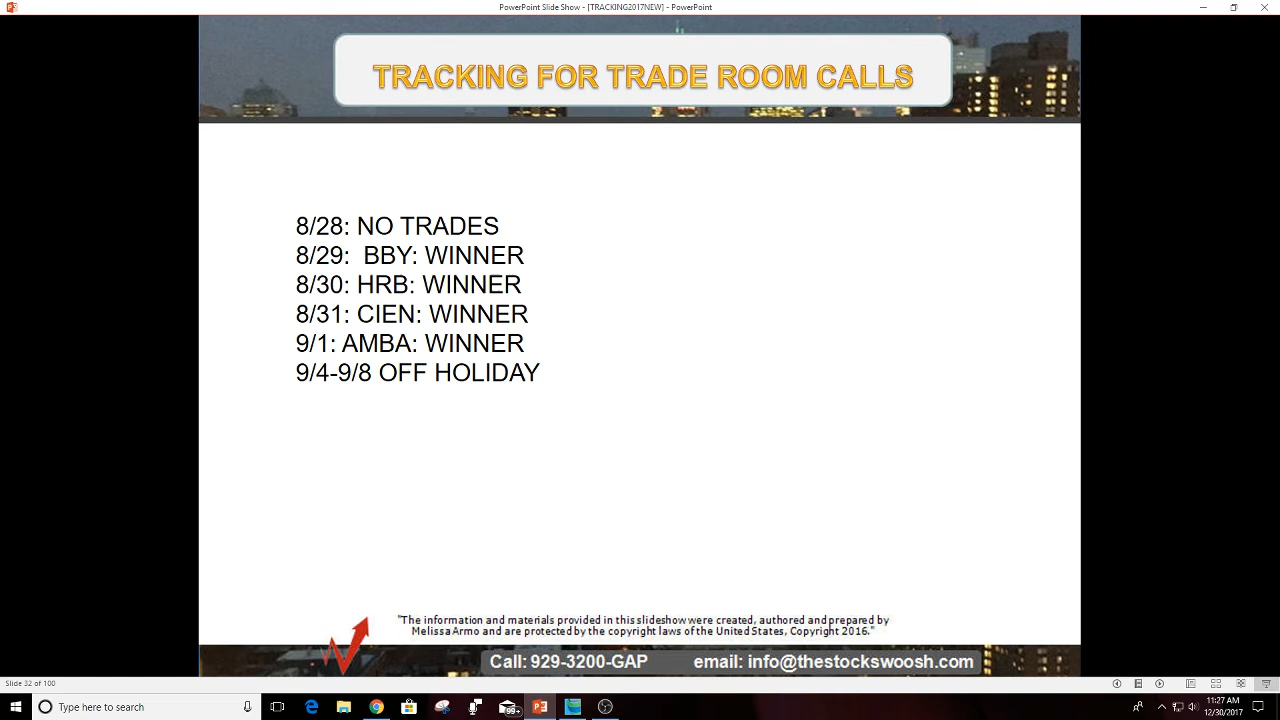 PowerPoint Slide Show - [TRACKING2017NEW] - PowerPoint
TRACKING FOR TRADE ROOM CALLS
8/28: NO TRADES
8/29:  BBY: WINNER
8/30: HRB: WINNER
8/31: CIEN: WINNER
9/1: AMBA: WINNER
9/4-9/8 OFF HOLIDAY
"The information and materials provided in this slideshow were created, authored and prepared by
Melissa Armo and are protected by the copyright laws of the United States, Copyright 2016."
Call: 929-3200-GAP email: info@thestockswoosh.com
Slide 32 of 100
Type here to search
99+
11:27 AM
12/30/2017